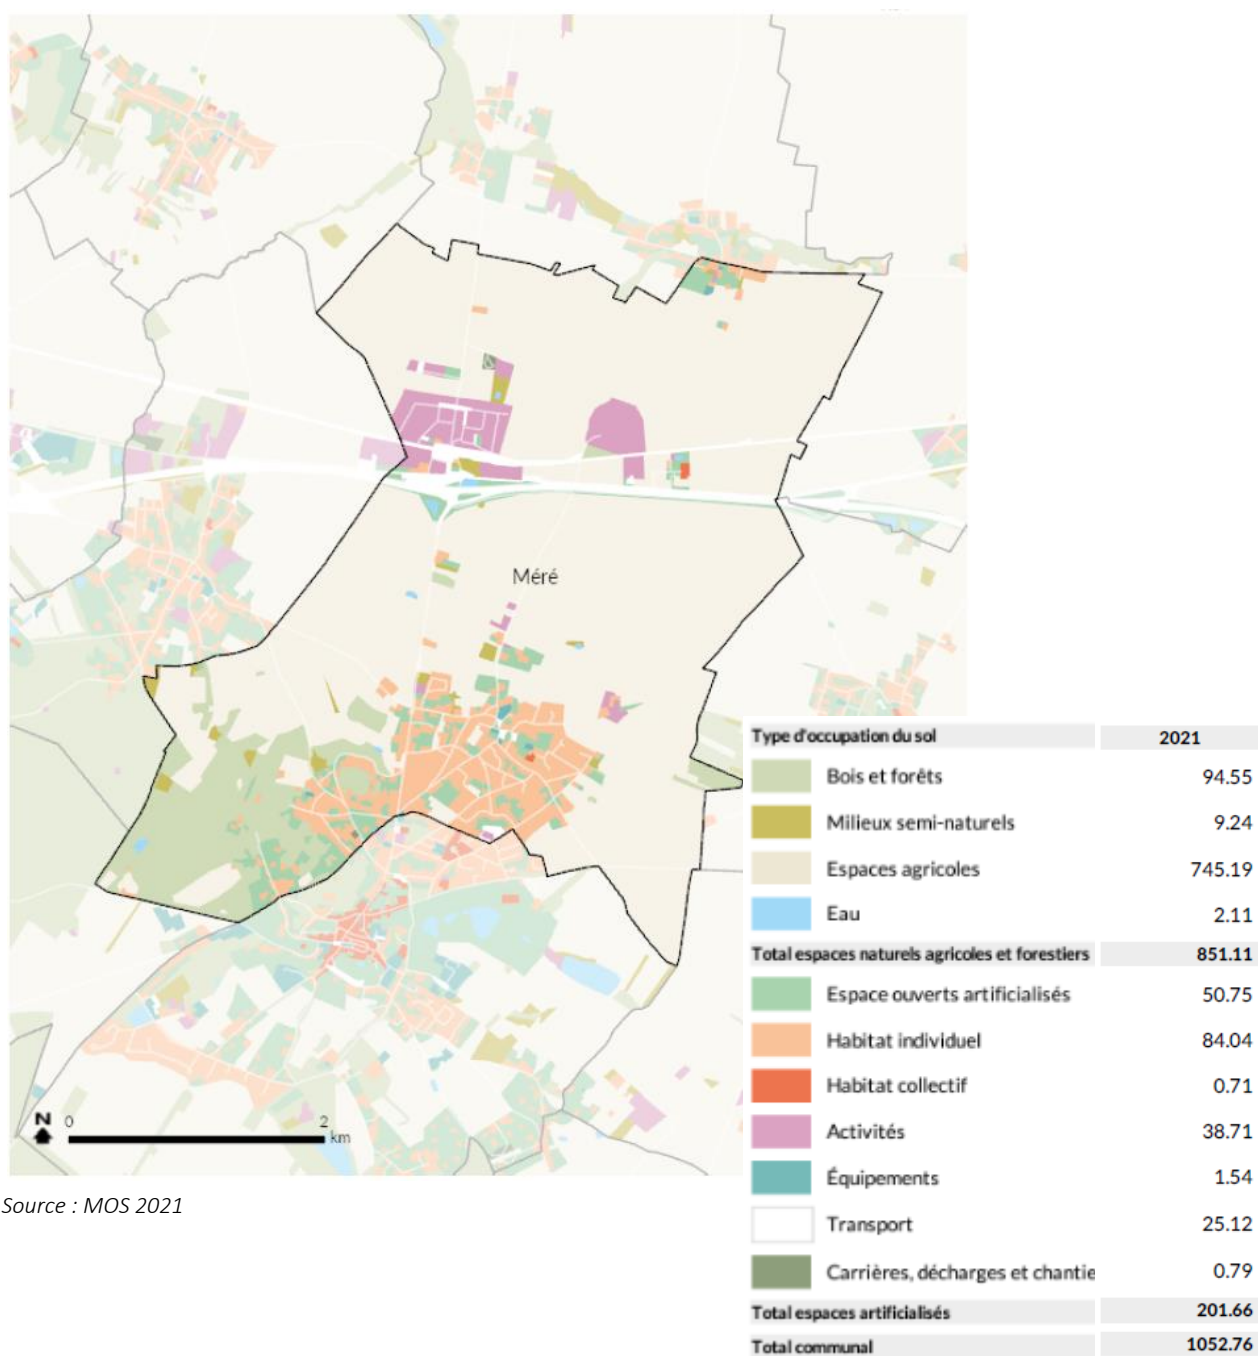 Méré
N
0 2
km
Source : MOS 2021
Type d'occupation du sol 2021
Bois et forêts 94.55
Milieux semi-naturels 9.24
Espaces agricoles 745.19
Eau 2.11
Total espaces naturels agricoles et forestiers 851.11
Espace ouverts artificialisés 50.75
Habitat individuel 84.04
Habitat collectif 0.71
Activités 38.71
Équipements 1.54
Transport 25.12
Carrières, décharges et chantie 0.79
Total espaces artificialisés 201.66
Total communal 1052.76